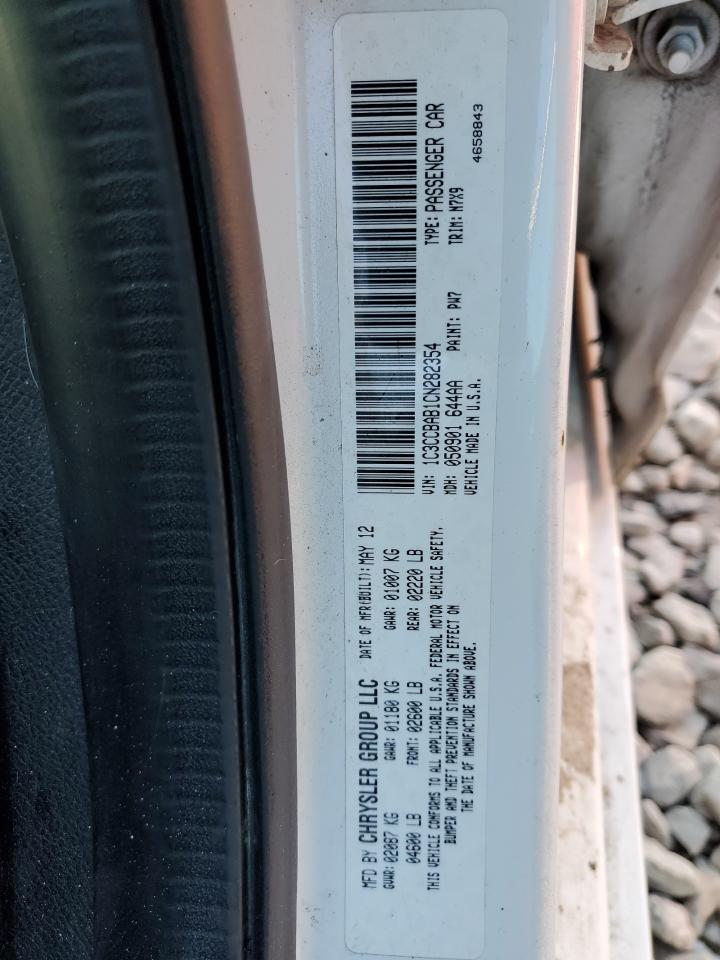 MFD BY CHRYSLER GROUP LLC DATE OF MFR(BUILT): MAY 12
GVWR: 02087 KG GAWR: 01180 KG GAWR: 01007 KG
04600 LB FRONT: 02600 LB REAR: 02220 LB
THIS VEHICLE CONFORMS TO ALL APPLICABLE U.S.A. FEDERAL MOTOR VEHICLE SAFETY,
BUMPER AND THEFT PREVENTION STANDARDS IN EFFECT ON
THE DATE OF MANUFACTURE SHOWN ABOVE.
VIN: 1C3CCBAB1CN282354 TYPE: PASSENGER CAR
MDH: 050901 644AA PAINT: PW7 TRIM: M7X9
VEHICLE MADE IN U.S.A. 4658843